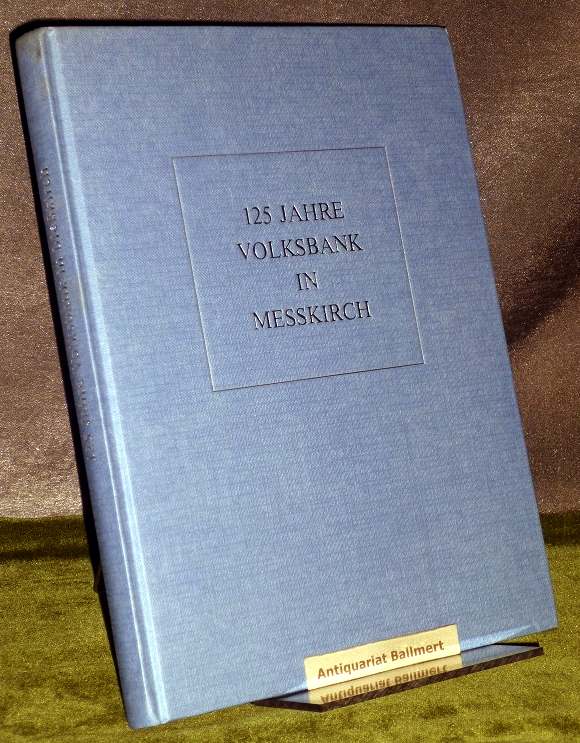 125 JAHRE
VOLKSBANK
IN
MESSKIRCH
Antiquariat Ballmert